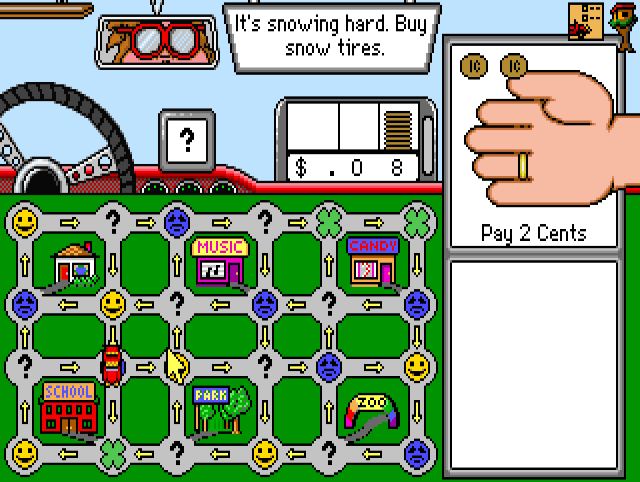 It's snowing hard. Buy
snow tires.
1¢ 1¢
?
$ . 0 8
Pay 2 Cents
? ?
MUSIC CANDY
? ?
? ?
SCHOOL PARK ZOO
? ?